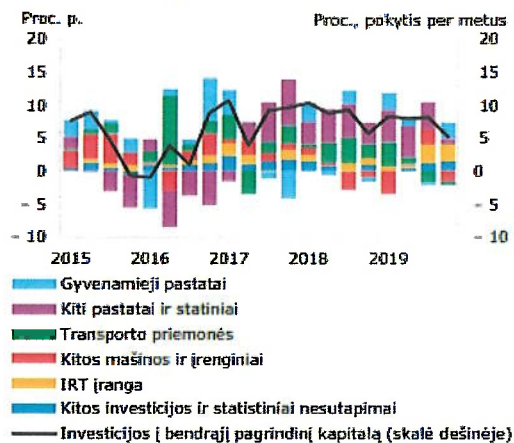 Proc. p. Proc., pokytis per metus
20 20
15 15
10 10
5 5
0 0
– 5 – 5
– 10 – 10
2015 2016 2017 2018 2019
Gyvenamieji pastatai
Kiti pastatai ir statiniai
Transporto priemonės
Kitos mašinos ir įrenginiai
IRT įranga
Kitos investicijos ir statistiniai nesutapimai
Investicijos į bendrąjį pagrindinį kapitalą (skalė dešinėje)